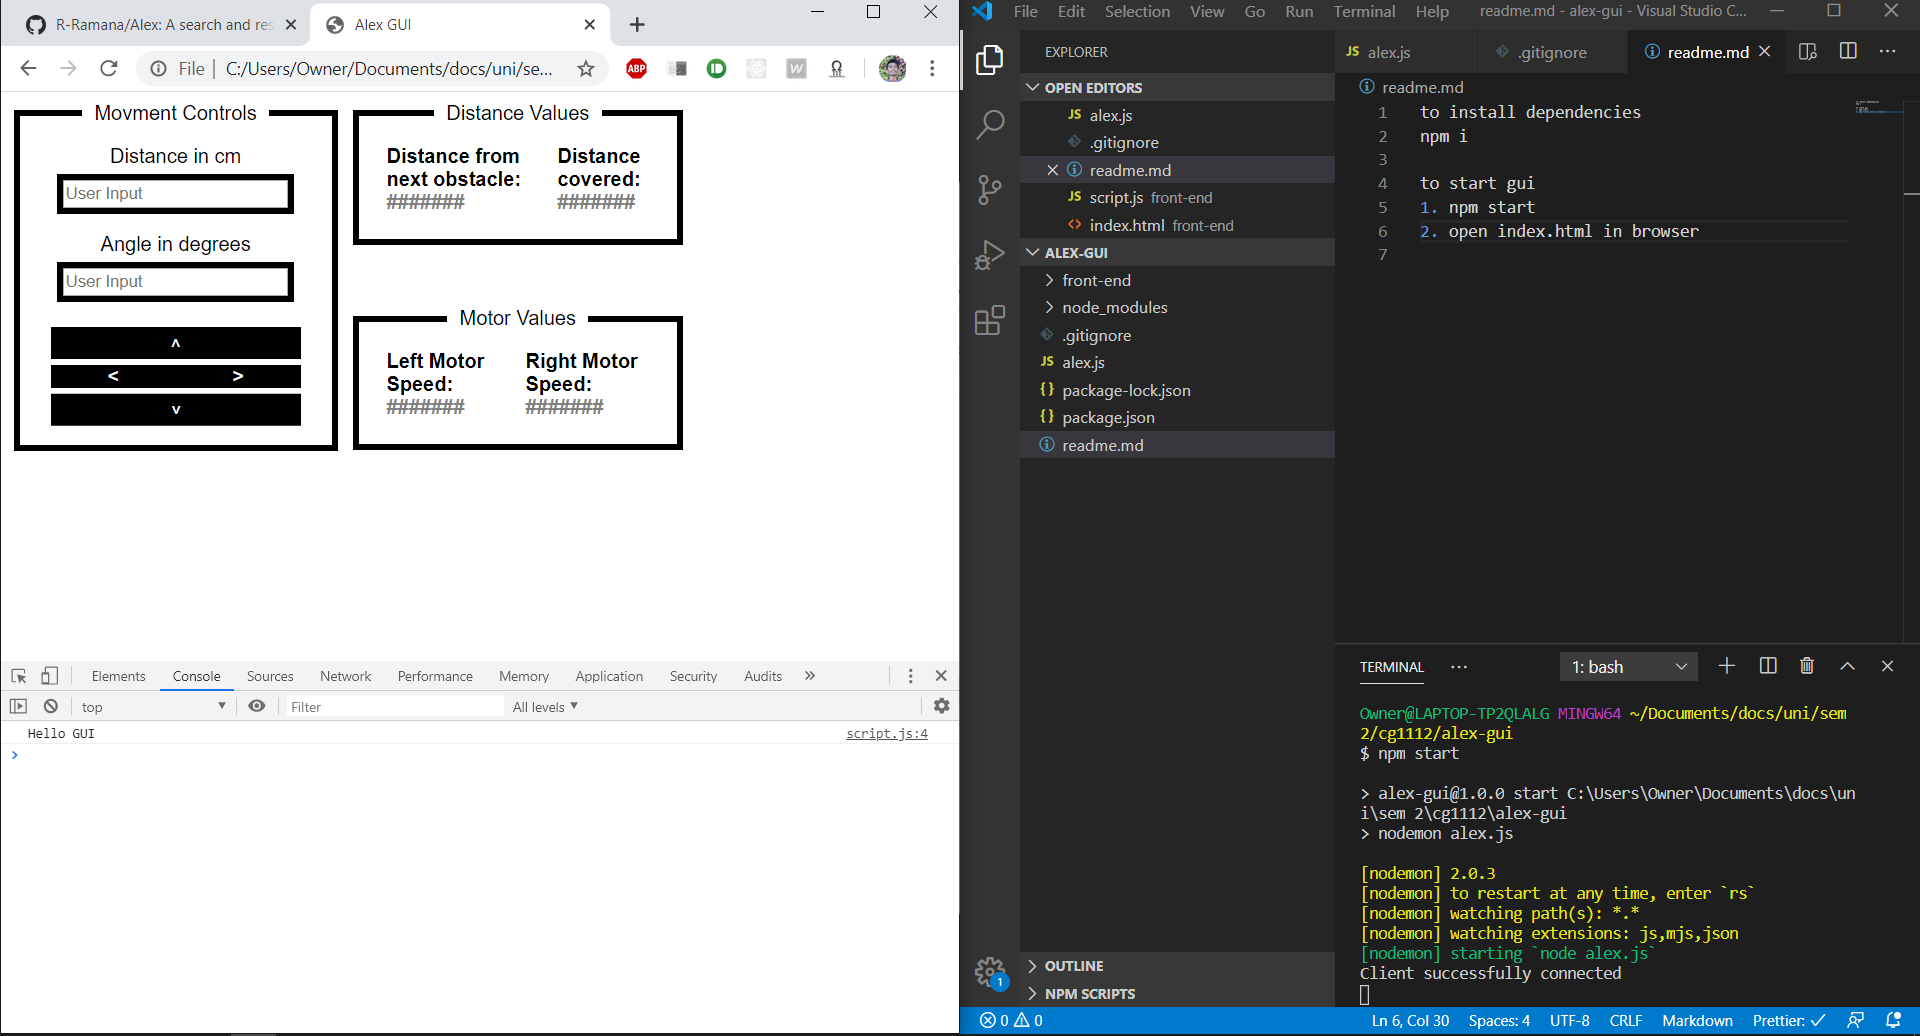 R-Ramana/Alex: A search and res
Alex GUI
File
C:/Users/Owner/Documents/docs/uni/se...
ABP
W
Movment Controls
Distance in cm
User Input
Angle in degrees
User Input
^
< >
v
Distance Values
Distance from
next obstacle:
#######
Distance
covered:
#######
Motor Values
Left Motor
Speed:
#######
Right Motor
Speed:
#######
Elements Console Sources Network Performance Memory Application Security Audits »
top
Filter
All levels
Hello GUI
script.js:4
>
File Edit Selection View Go Run Terminal Help
readme.md - alex-gui - Visual Studio C...
EXPLORER
OPEN EDITORS
JS alex.js
.gitignore
readme.md
JS script.js front-end
<> index.html front-end
ALEX-GUI
front-end
node_modules
.gitignore
JS alex.js
{} package-lock.json
{} package.json
readme.md
OUTLINE
NPM SCRIPTS
1
JS alex.js
.gitignore
readme.md
readme.md
1 to install dependencies
2 npm i
3
4 to start gui
5 1. npm start
6 2. open index.html in browser
7
TERMINAL ...
1: bash
Owner@LAPTOP-TP2QLALG MINGW64 ~/Documents/docs/uni/sem
2/cg1112/alex-gui
$ npm start
> alex-gui@1.0.0 start C:\Users\Owner\Documents\docs\un
i\sem 2\cg1112\alex-gui
> nodemon alex.js
[nodemon] 2.0.3
[nodemon] to restart at any time, enter `rs`
[nodemon] watching path(s): *.*
[nodemon] watching extensions: js,mjs,json
[nodemon] starting `node alex.js`
Client successfully connected
0 0
Ln 6, Col 30 Spaces: 4 UTF-8 CRLF Markdown Prettier: ✓